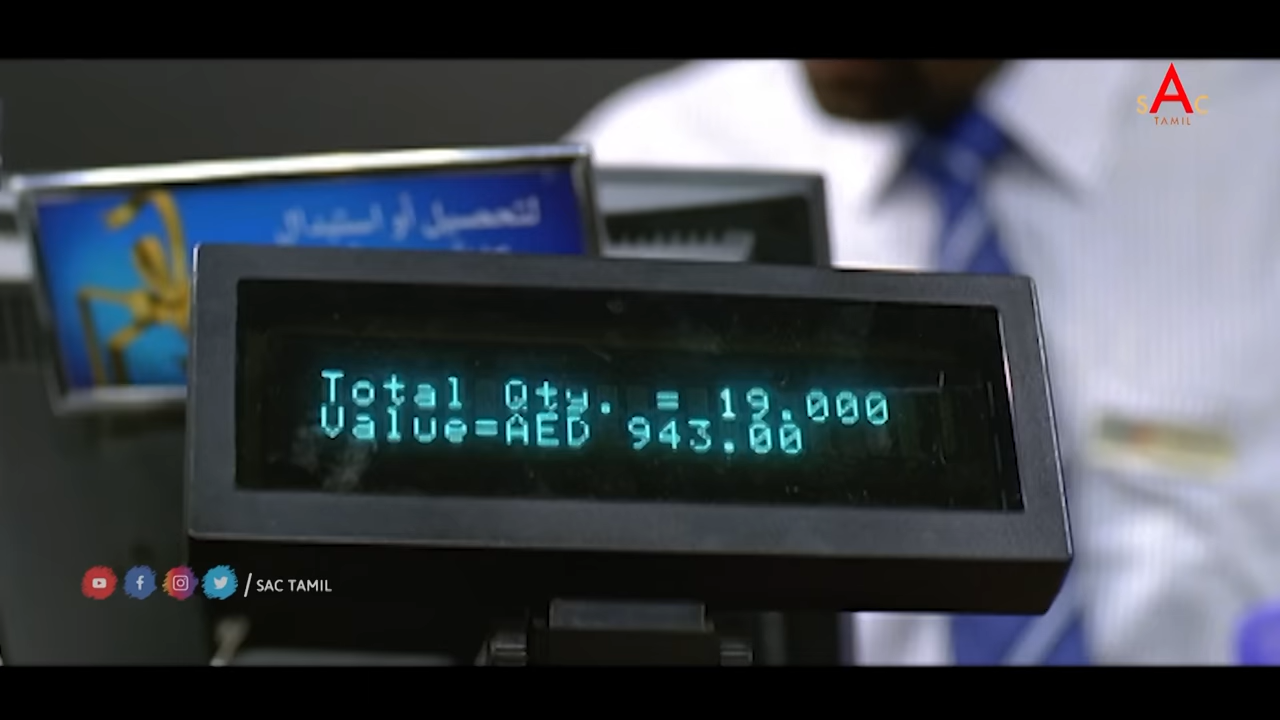 SAC
TAMIL
لتحصيل أو استبدال
Total Qty. = 19.000
Value=AED 943.00
/ SAC TAMIL